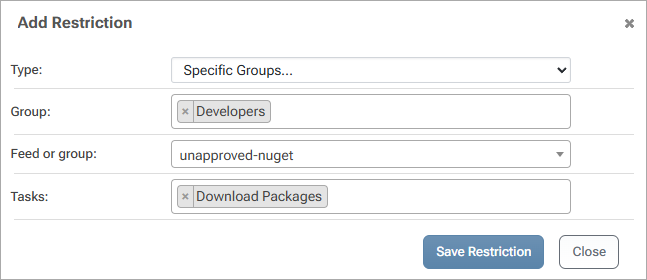 Add Restriction ×
Type: Specific Groups...
Group: × Developers
Feed or group: unapproved-nuget
Tasks: × Download Packages
Save Restriction Close